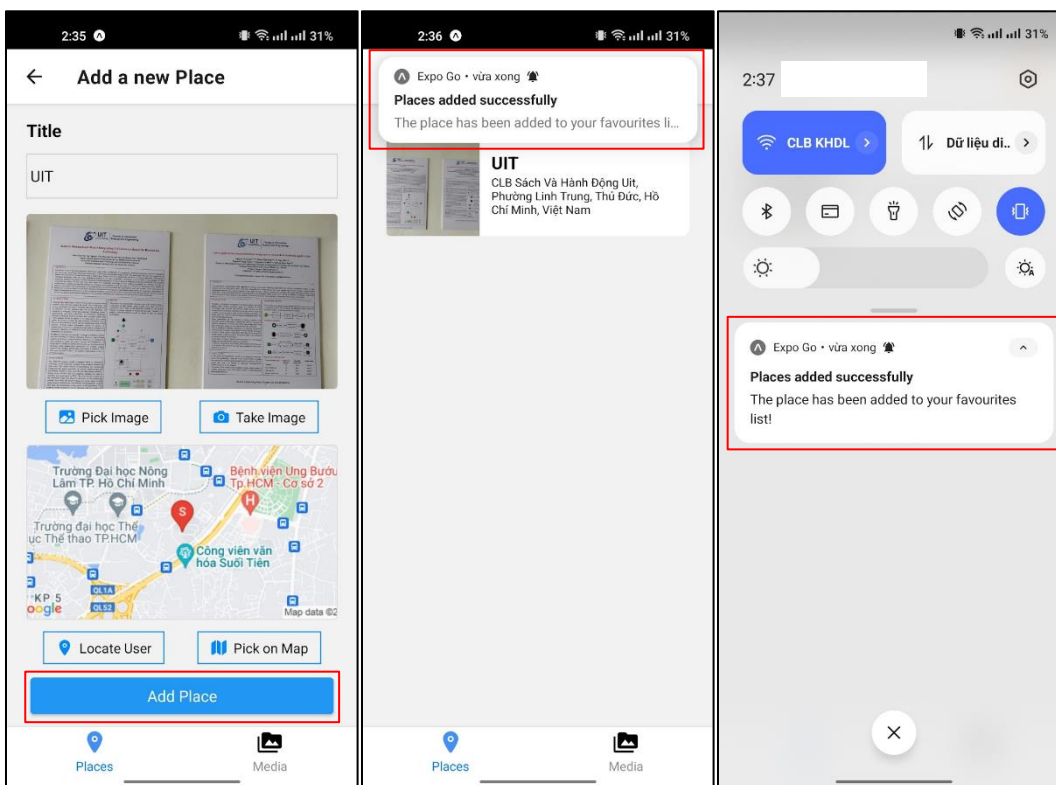 2:35
31%
Add a new Place
Title
UIT
UIT
UIT
Pick Image
Take Image
Trường Đại học Nông
Lâm TP. Hồ Chí Minh
Bệnh viện Ung Bướu
Tp.HCM - Cơ sở 2
H
S
Trường đại học Thể
ục Thể thao TP.HCM
Công viên văn
hóa Suối Tiên
QL1A
KP 5
QL52
oogle
Map data ©2
Locate User
Pick on Map
Add Place
Places
Media
2:36
31%
Expo Go • vừa xong
Places added successfully
The place has been added to your favourites li...
UIT
CLB Sách Và Hành Động Uit,
Phường Linh Trung, Thủ Đức, Hồ
Chí Minh, Việt Nam
Places
Media
31%
2:37
CLB KHDL
Dữ liệu di..
Expo Go • vừa xong
Places added successfully
The place has been added to your favourites
list!